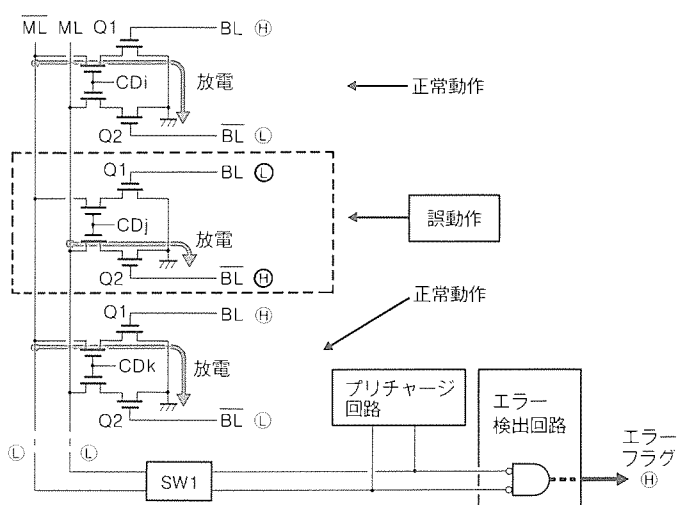 ML ML Q1 BL Ⓗ
CDi 放電 正常動作
Q2 BL Ⓛ
Q1 BL Ⓛ
CDj 放電 誤動作
Q2 BL Ⓗ
正常動作
Q1 BL Ⓗ
CDk 放電
Q2 BL Ⓛ
プリチャージ
回路
エラー
検出回路
エラー
フラグ
Ⓗ
Ⓛ Ⓛ
SW1